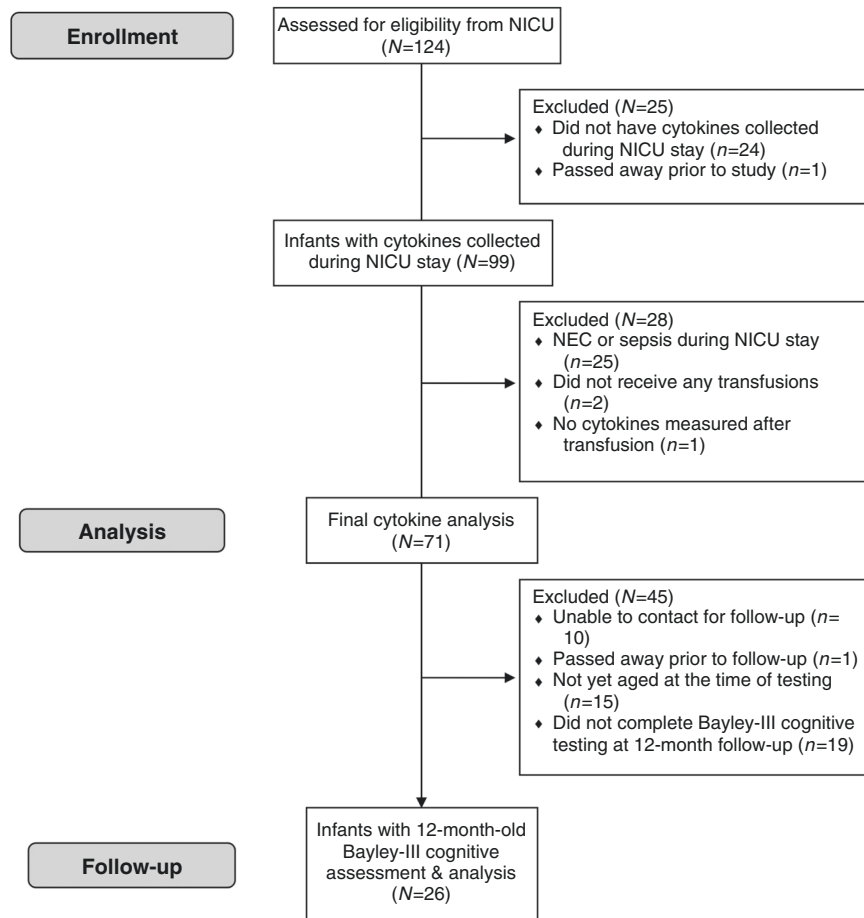 Enrollment
Assessed for eligibility from NICU
(N=124)
Excluded (N=25)
♦ Did not have cytokines collected
during NICU stay (n=24)
♦ Passed away prior to study (n=1)
Infants with cytokines collected
during NICU stay (N=99)
Excluded (N=28)
♦ NEC or sepsis during NICU stay
(n=25)
♦ Did not receive any transfusions
(n=2)
♦ No cytokines measured after
transfusion (n=1)
Analysis
Final cytokine analysis
(N=71)
Excluded (N=45)
♦ Unable to contact for follow-up (n=
10)
♦ Passed away prior to follow-up (n=1)
♦ Not yet aged at the time of testing
(n=15)
♦ Did not complete Bayley-III cognitive
testing at 12-month follow-up (n=19)
Follow-up
Infants with 12-month-old
Bayley-III cognitive
assessment & analysis
(N=26)